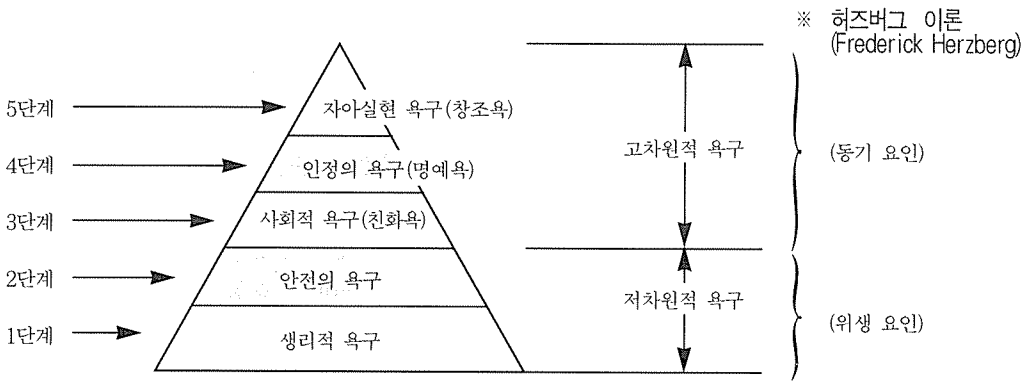 ※ 허즈버그 이론
(Frederick Herzberg)
5단계
자아실현 욕구(창조욕)
4단계
인정의 욕구(명예욕)
고차원적 욕구
(동기 요인)
3단계
사회적 욕구(친화욕)
2단계
안전의 욕구
저차원적 욕구
(위생 요인)
1단계
생리적 욕구